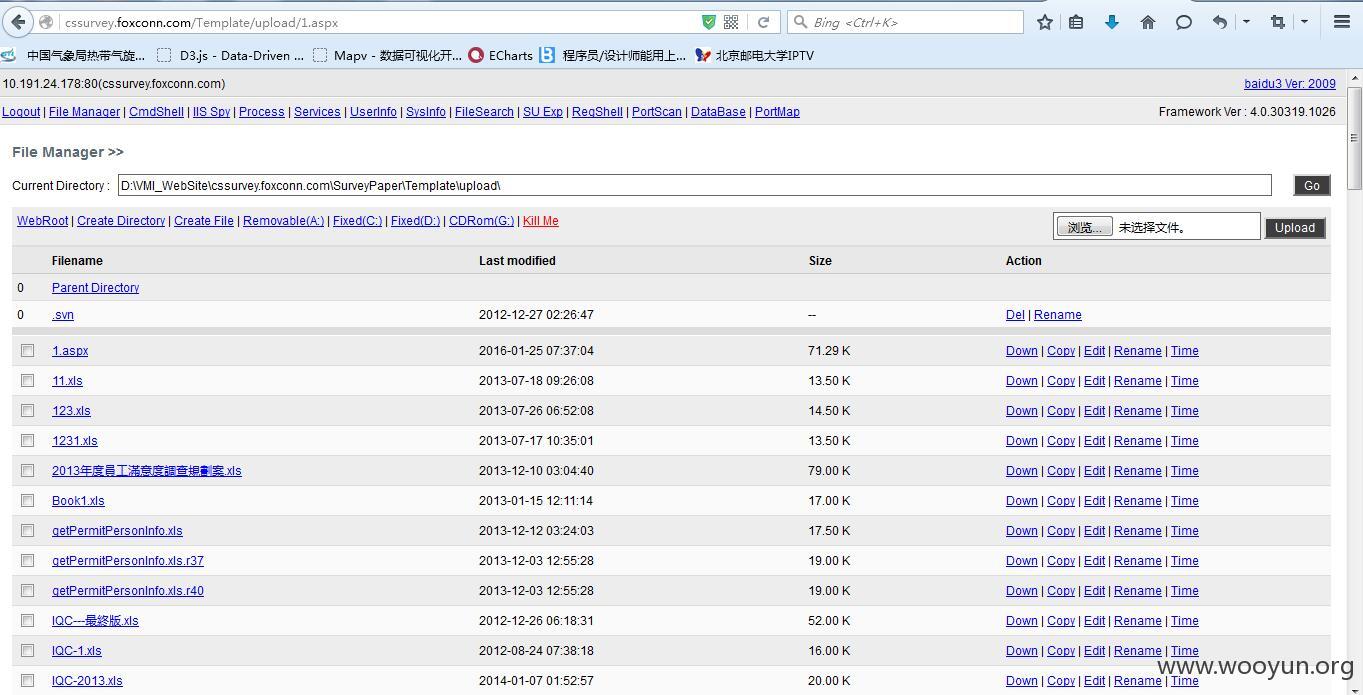 cssurvey.foxconn.com/Template/upload/1.aspx
Bing <Ctrl+K>
中国气象局热带气旋... D3.js - Data-Driven ... Mapv - 数据可视化开... ECharts 程序员/设计师能用上... 北京邮电大学IPTV
10.191.24.178:80(cssurvey.foxconn.com) baidu3 Ver: 2009
Logout | File Manager | CmdShell | IIS Spy | Process | Services | UserInfo | SysInfo | FileSearch | SU Exp | RegShell | PortScan | DataBase | PortMap Framework Ver : 4.0.30319.1026
File Manager >>
Current Directory : D:\VMI_WebSite\cssurvey.foxconn.com\SurveyPaper\Template\upload\ Go
WebRoot | Create Directory | Create File | Removable(A:) | Fixed(C:) | Fixed(D:) | CDRom(G:) | Kill Me 浏览... 未选择文件。 Upload
Filename Last modified Size Action
0 Parent Directory
0 .svn 2012-12-27 02:26:47 -- Del | Rename
1.aspx 2016-01-25 07:37:04 71.29 K Down | Copy | Edit | Rename | Time
11.xls 2013-07-18 09:26:08 13.50 K Down | Copy | Edit | Rename | Time
123.xls 2013-07-26 06:52:08 14.50 K Down | Copy | Edit | Rename | Time
1231.xls 2013-07-17 10:35:01 13.50 K Down | Copy | Edit | Rename | Time
2013年度員工滿意度調查規劃案.xls 2013-12-10 03:04:40 79.00 K Down | Copy | Edit | Rename | Time
Book1.xls 2013-01-15 12:11:14 17.00 K Down | Copy | Edit | Rename | Time
getPermitPersonInfo.xls 2013-12-12 03:24:03 17.50 K Down | Copy | Edit | Rename | Time
getPermitPersonInfo.xls.r37 2013-12-03 12:55:28 19.00 K Down | Copy | Edit | Rename | Time
getPermitPersonInfo.xls.r40 2013-12-03 12:55:28 19.00 K Down | Copy | Edit | Rename | Time
IQC---最終版.xls 2012-12-26 06:18:31 52.00 K Down | Copy | Edit | Rename | Time
IQC-1.xls 2012-08-24 07:38:18 16.00 K Down | Copy | Edit | Rename | Time
IQC-2013.xls 2014-01-07 01:52:57 20.00 K Down | Copy | Edit | Rename | Time
www.wooyun.org